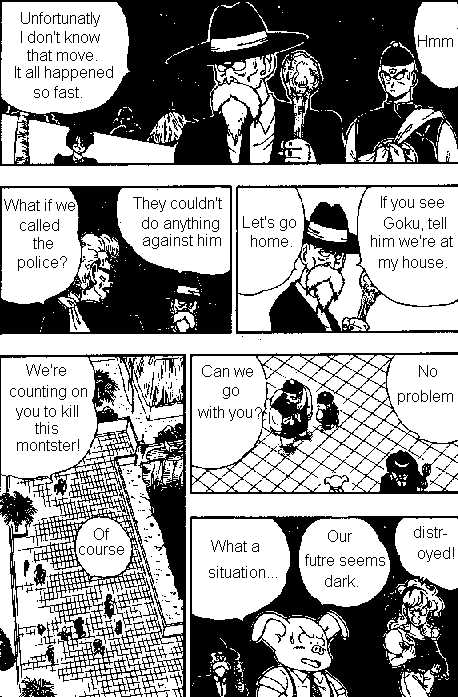 Unfortunatly
I don't know
that move.
It all happened
so fast.
Hmm
What if we
called
the
police?
They couldn't
do anything
against him
Let's go
home.
If you see
Goku, tell
him we're at
my house.
We're
counting on
you to kill
this
montster!
Of
course
Can we
go
with you?
No
problem
What a
situation...
Our
futre seems
dark.
distr-
oyed!